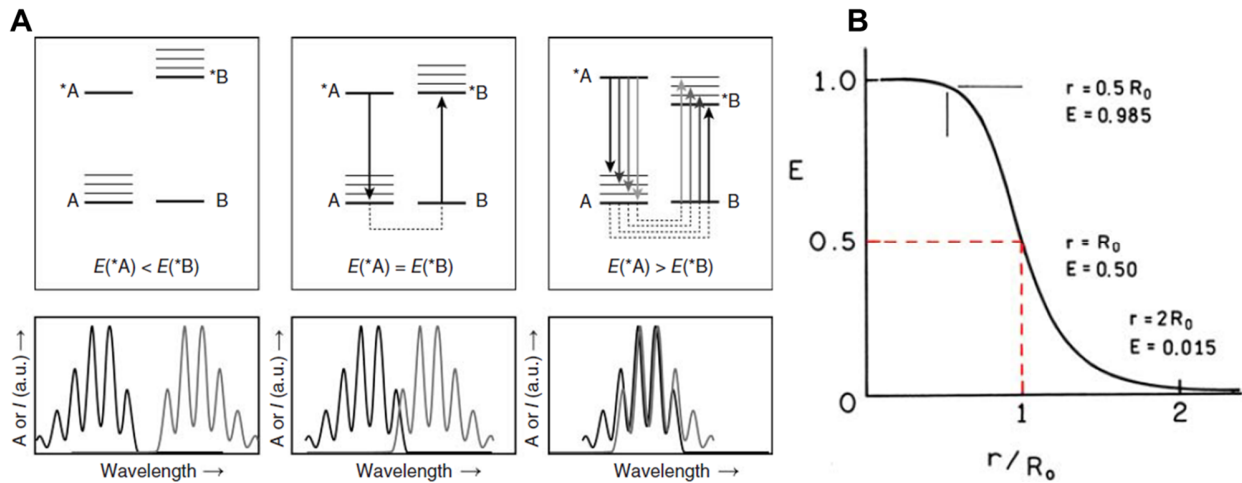 A
*A
*B
A
B
E(*A) < E(*B)
*A
*B
A
B
E(*A) = E(*B)
*A
*B
A
B
E(*A) > E(*B)
A or I (a.u.) →
Wavelength →
A or I (a.u.) →
Wavelength →
A or I (a.u.) →
Wavelength →
B
1.0
E
0.5
0
r = 0.5 R₀
E = 0.985
r = R₀
E = 0.50
r = 2R₀
E = 0.015
1
2
r / R₀